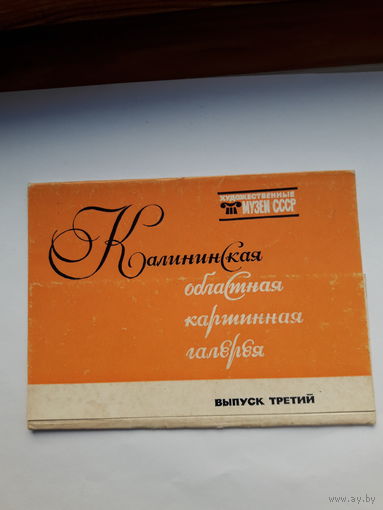 ХУДОЖЕСТВЕННЫЕ
МУЗЕИ СССР
Калининская
областная
картинная
галерея
ВЫПУСК ТРЕТИЙ
www.ay.by